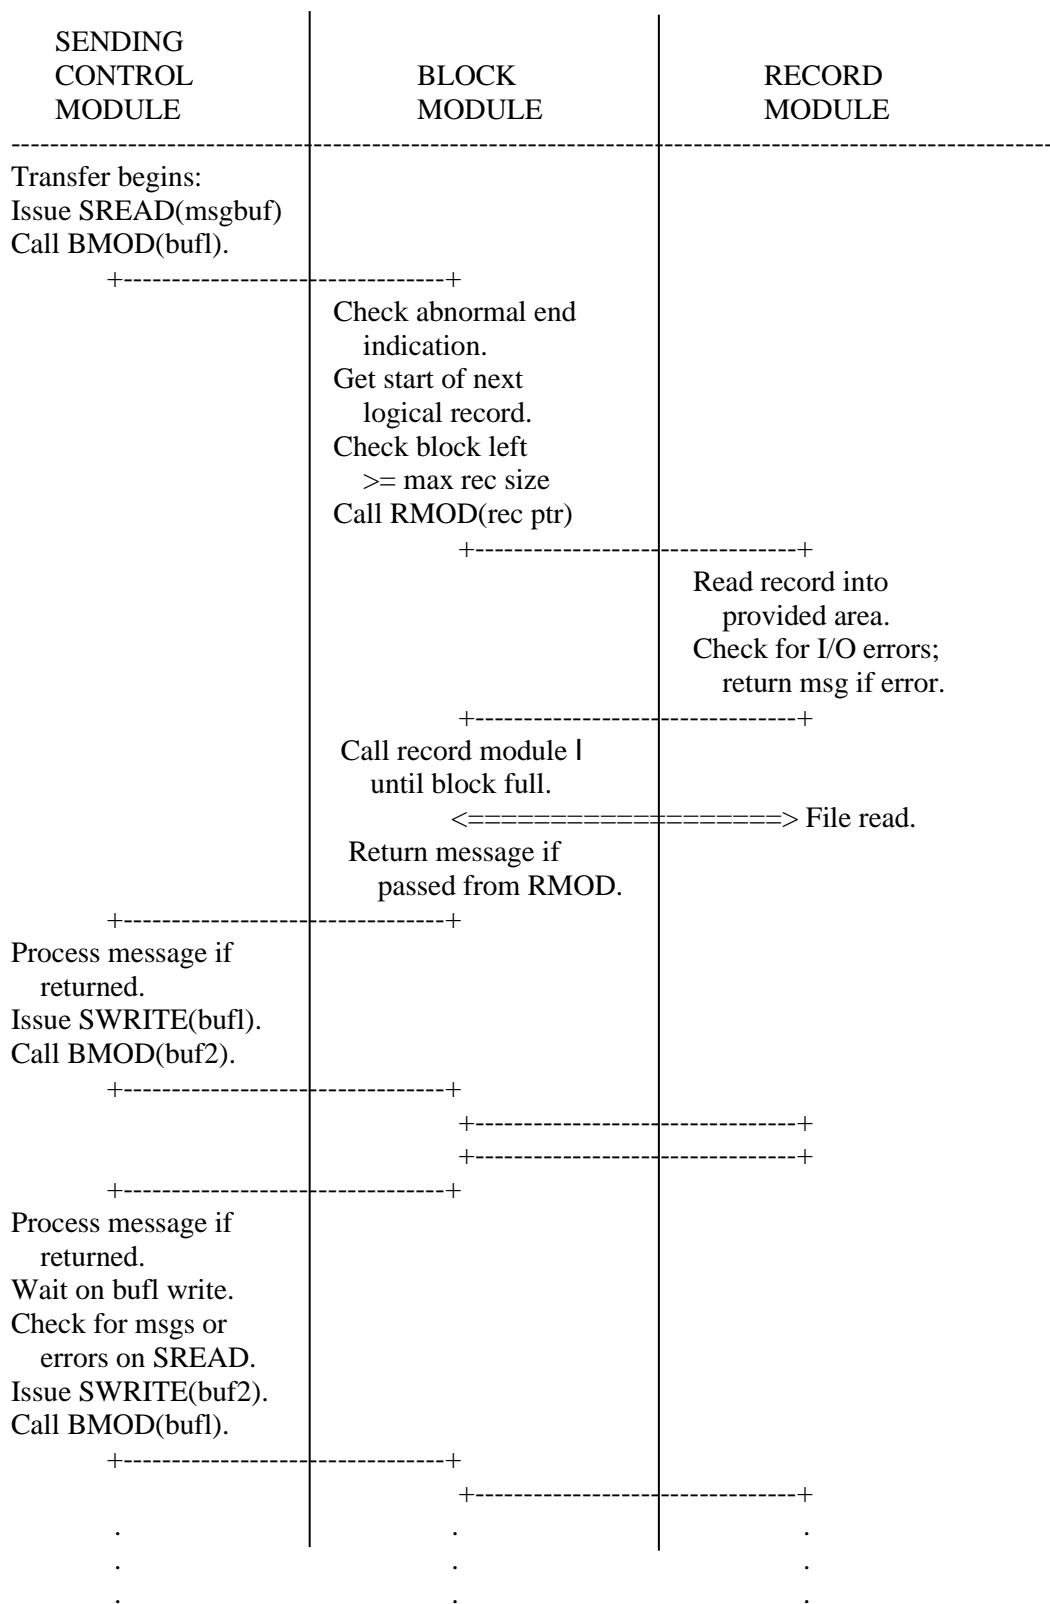 SENDING
CONTROL BLOCK RECORD
MODULE MODULE MODULE
--------------------------------------------------------------------------------
Transfer begins:
Issue SREAD(msgbuf)
Call BMOD(bufl).
+---------------------------------+
Check abnormal end
indication.
Get start of next
logical record.
Check block left
>= max rec size
Call RMOD(rec ptr)
+---------------------------------+
Read record into
provided area.
Check for I/O errors;
return msg if error.
+---------------------------------+
Call record module |
until block full.
<===================> File read.
Return message if
passed from RMOD.
+---------------------------------+
Process message if
returned.
Issue SWRITE(bufl).
Call BMOD(buf2).
+---------------------------------+
+---------------------------------+
+---------------------------------+
+---------------------------------+
Process message if
returned.
Wait on bufl write.
Check for msgs or
errors on SREAD.
Issue SWRITE(buf2).
Call BMOD(bufl).
+---------------------------------+
+---------------------------------+
. . .
. . .
. . .